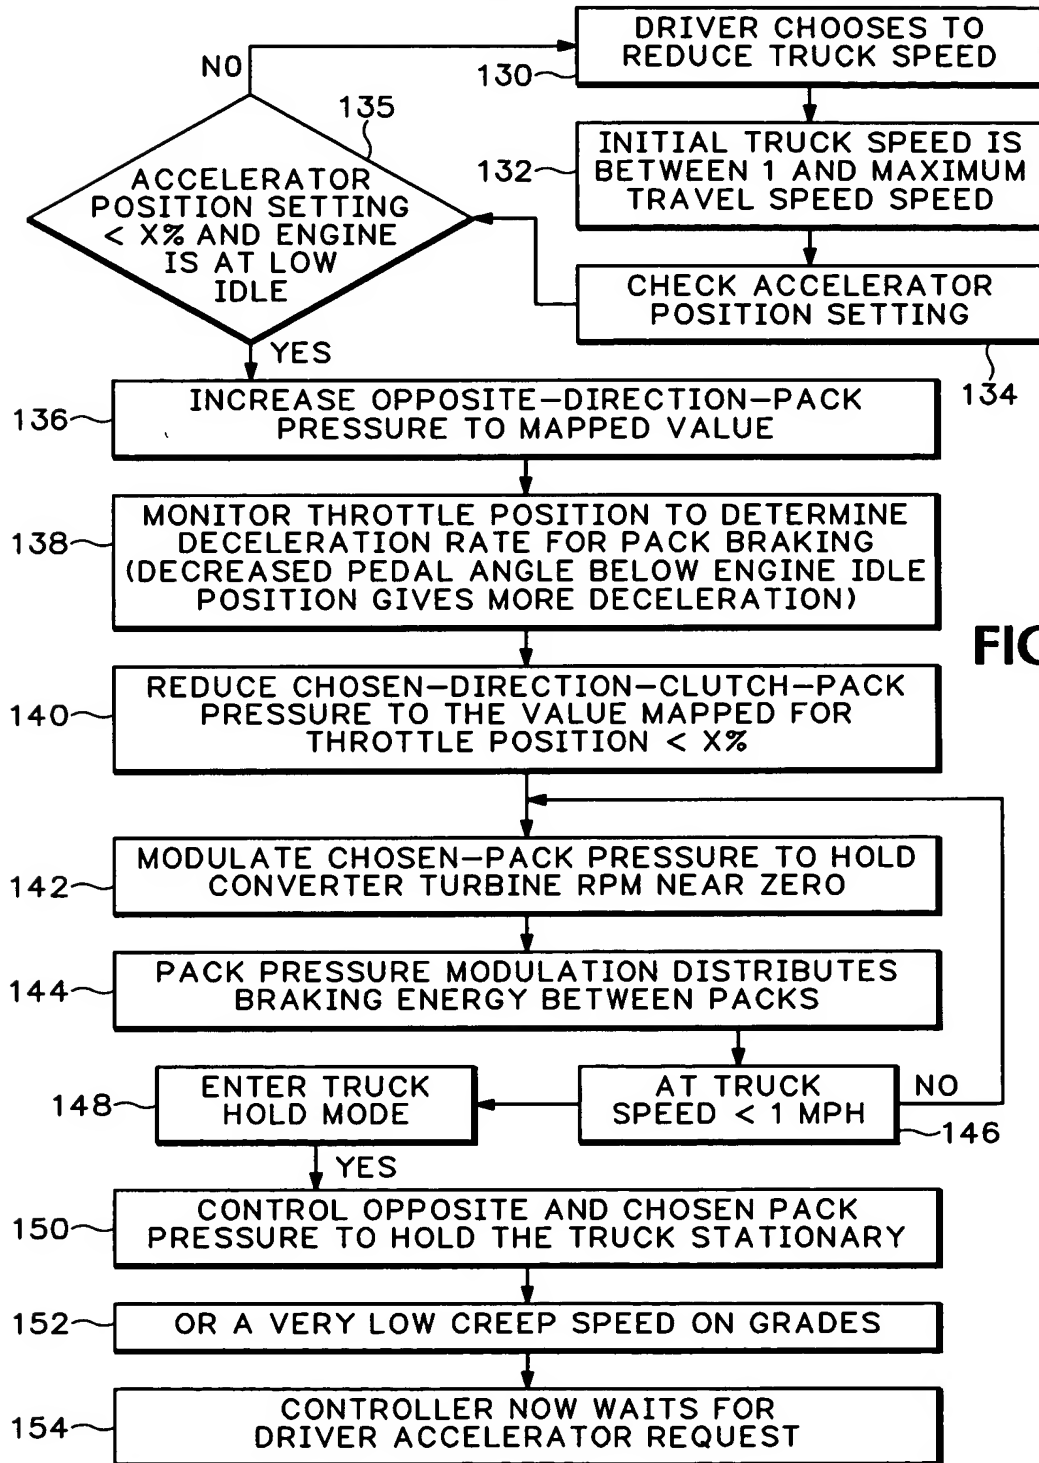 DRIVER CHOOSES TO
REDUCE TRUCK SPEED
130
NO
135
INITIAL TRUCK SPEED IS
BETWEEN 1 AND MAXIMUM
TRAVEL SPEED SPEED
132
ACCELERATOR
POSITION SETTING
< X% AND ENGINE
IS AT LOW
IDLE
CHECK ACCELERATOR
POSITION SETTING
134
YES
136
INCREASE OPPOSITE-DIRECTION-PACK
PRESSURE TO MAPPED VALUE
138
MONITOR THROTTLE POSITION TO DETERMINE
DECELERATION RATE FOR PACK BRAKING
(DECREASED PEDAL ANGLE BELOW ENGINE IDLE
POSITION GIVES MORE DECELERATION)
FIG
140
REDUCE CHOSEN-DIRECTION-CLUTCH-PACK
PRESSURE TO THE VALUE MAPPED FOR
THROTTLE POSITION < X%
142
MODULATE CHOSEN-PACK PRESSURE TO HOLD
CONVERTER TURBINE RPM NEAR ZERO
144
PACK PRESSURE MODULATION DISTRIBUTES
BRAKING ENERGY BETWEEN PACKS
148
ENTER TRUCK
HOLD MODE
AT TRUCK
SPEED < 1 MPH
NO
146
YES
150
CONTROL OPPOSITE AND CHOSEN PACK
PRESSURE TO HOLD THE TRUCK STATIONARY
152
OR A VERY LOW CREEP SPEED ON GRADES
154
CONTROLLER NOW WAITS FOR
DRIVER ACCELERATOR REQUEST